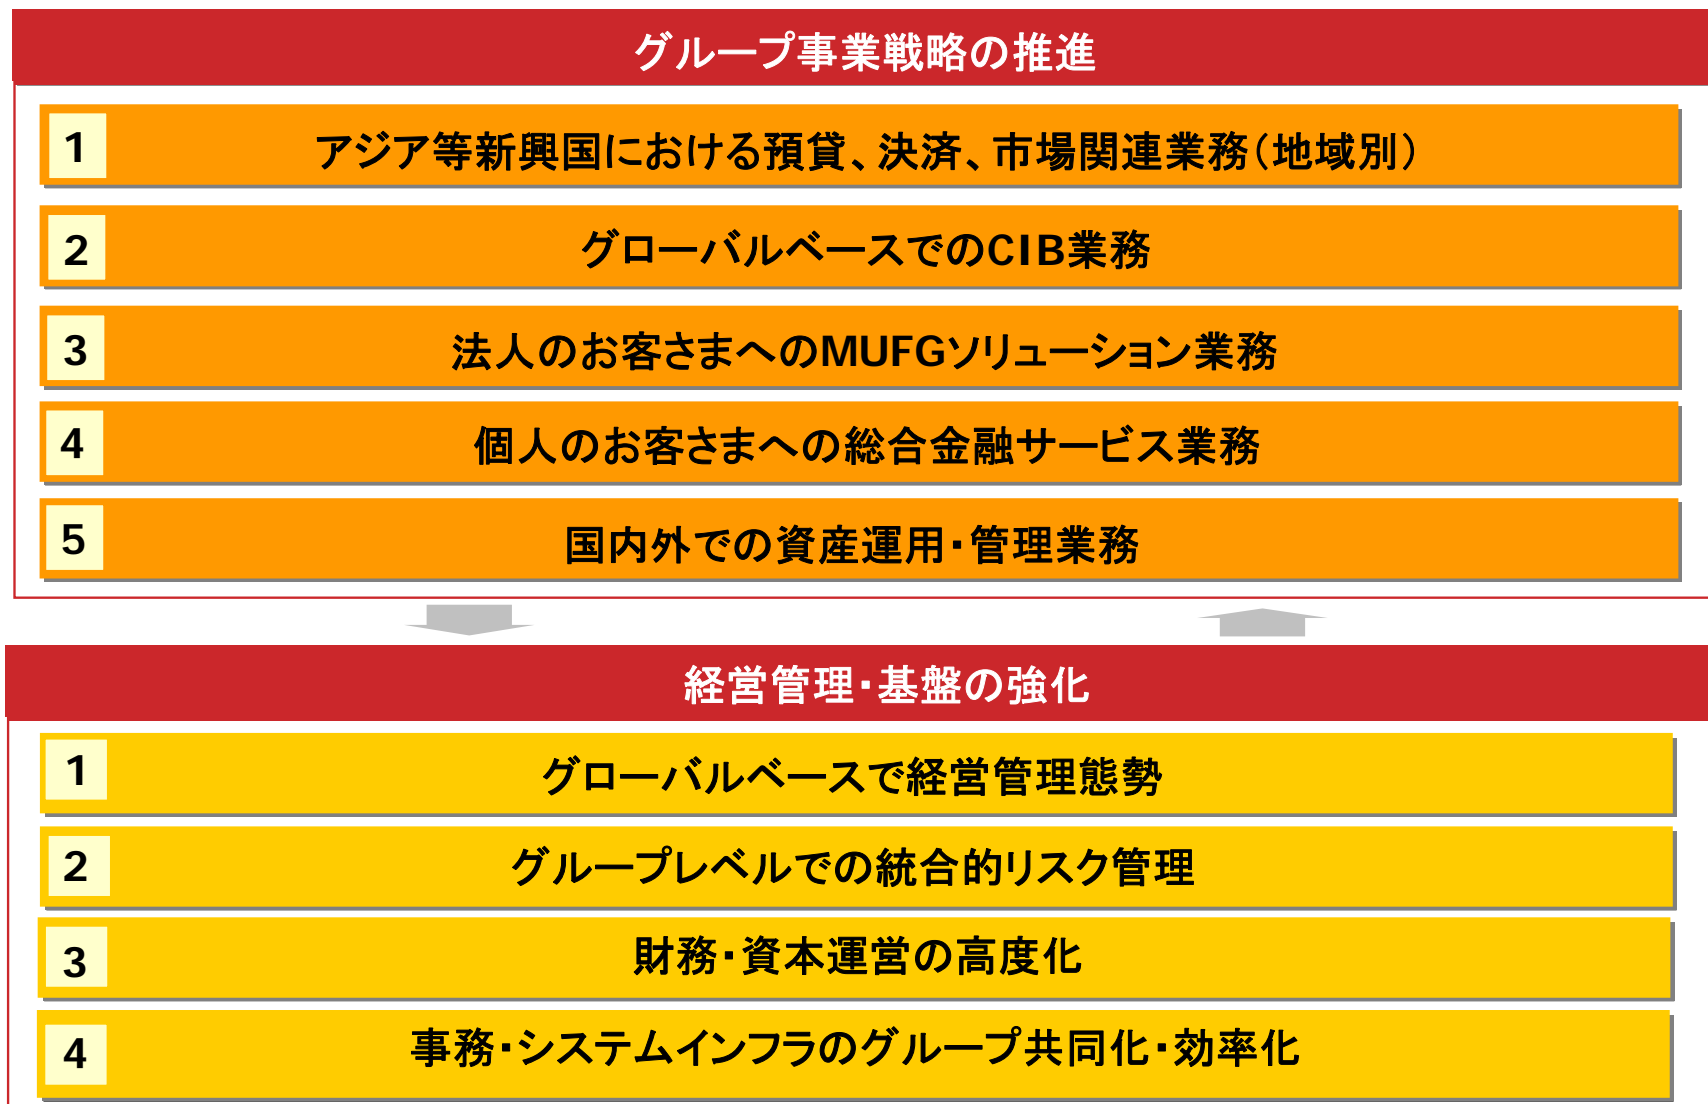 グループ事業戦略の推進
1
アジア等新興国における預貸、決済、市場関連業務（地域別）
2
グローバルベースでのCIB業務
3
法人のお客さまへのMUFGソリューション業務
4
個人のお客さまへの総合金融サービス業務
5
国内外での資産運用・管理業務
経営管理・基盤の強化
1
グローバルベースで経営管理態勢
2
グループレベルでの統合的リスク管理
3
財務・資本運営の高度化
4
事務・システムインフラのグループ共同化・効率化